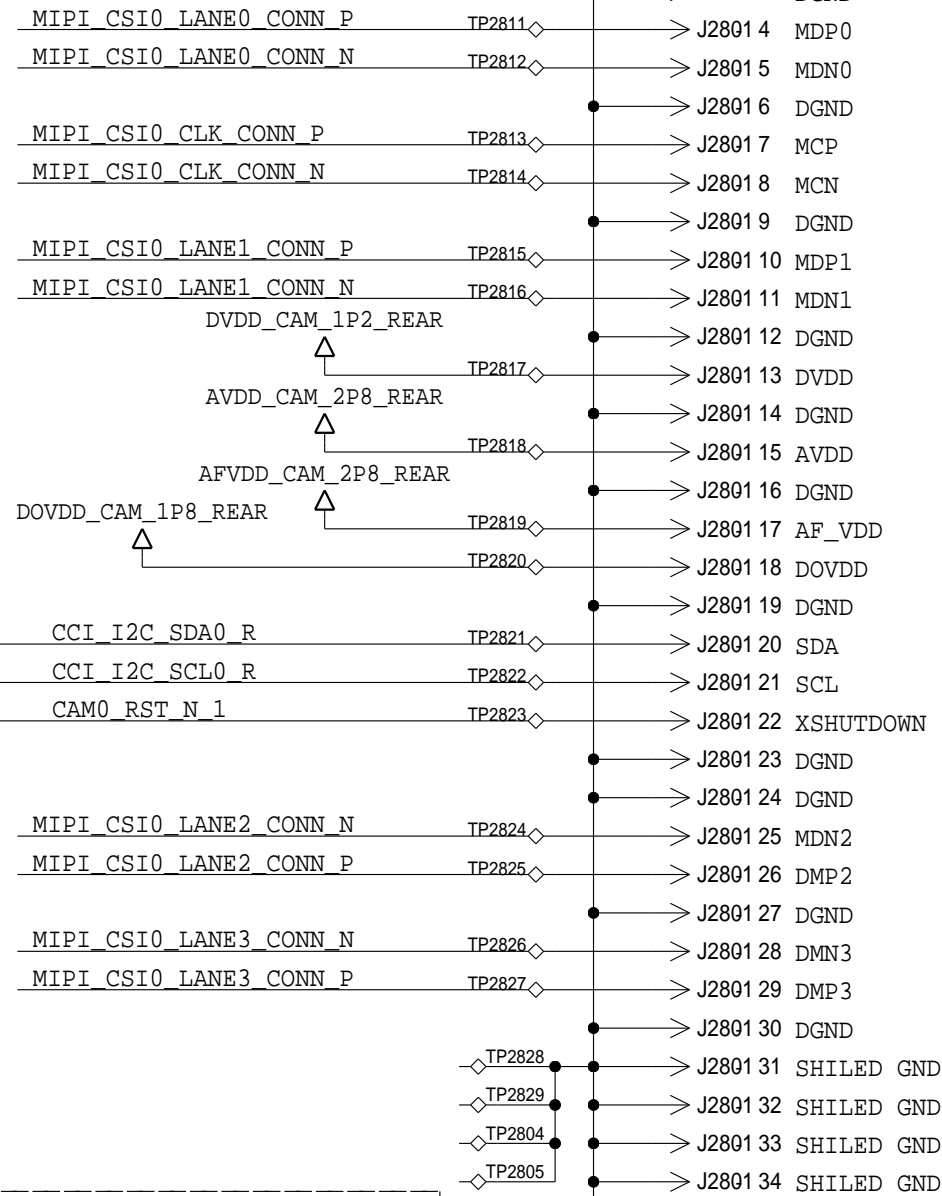 MIPI_CSI0_LANE0_CONN_P TP2811 J2801 4 MDP0
MIPI_CSI0_LANE0_CONN_N TP2812 J2801 5 MDN0
J2801 6 DGND
MIPI_CSI0_CLK_CONN_P TP2813 J2801 7 MCP
MIPI_CSI0_CLK_CONN_N TP2814 J2801 8 MCN
J2801 9 DGND
MIPI_CSI0_LANE1_CONN_P TP2815 J2801 10 MDP1
MIPI_CSI0_LANE1_CONN_N TP2816 J2801 11 MDN1
DVDD_CAM_1P2_REAR
J2801 12 DGND
TP2817 J2801 13 DVDD
AVDD_CAM_2P8_REAR
J2801 14 DGND
TP2818 J2801 15 AVDD
AFVDD_CAM_2P8_REAR
J2801 16 DGND
DOVDD_CAM_1P8_REAR
TP2819 J2801 17 AF_VDD
TP2820 J2801 18 DOVDD
J2801 19 DGND
CCI_I2C_SDA0_R TP2821 J2801 20 SDA
CCI_I2C_SCL0_R TP2822 J2801 21 SCL
CAM0_RST_N_1 TP2823 J2801 22 XSHUTDOWN
J2801 23 DGND
J2801 24 DGND
MIPI_CSI0_LANE2_CONN_N TP2824 J2801 25 MDN2
MIPI_CSI0_LANE2_CONN_P TP2825 J2801 26 DMP2
J2801 27 DGND
MIPI_CSI0_LANE3_CONN_N TP2826 J2801 28 DMN3
MIPI_CSI0_LANE3_CONN_P TP2827 J2801 29 DMP3
J2801 30 DGND
TP2828 J2801 31 SHILED GND
TP2829 J2801 32 SHILED GND
TP2804 J2801 33 SHILED GND
TP2805 J2801 34 SHILED GND